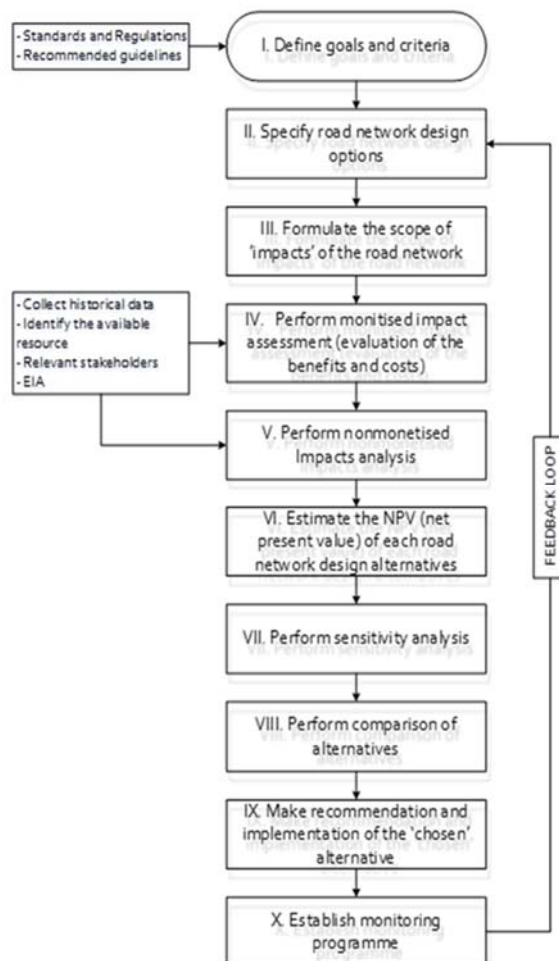 - Standards and Regulations
- Recommended guidelines
I. Define goals and criteria
II. Specify road network design
options
III. Formulate the scope of
'impacts' of the road network
- Collect historical data
- Identify the available
resource
- Relevant stakeholders
- EIA
IV. Perform monitised impact
assessment (evaluation of the
benefits and costs)
V. Perform nonmonetised
Impacts analysis
VI. Estimate the NPV (net
present value) of each road
network design alternatives
VII. Perform sensitivity analysis
VIII. Perform comparison of
alternatives
IX. Make recommendation and
implementation of the 'chosen'.
alternative
X. Establish monitoring
programme
FEEDBACK LOOP